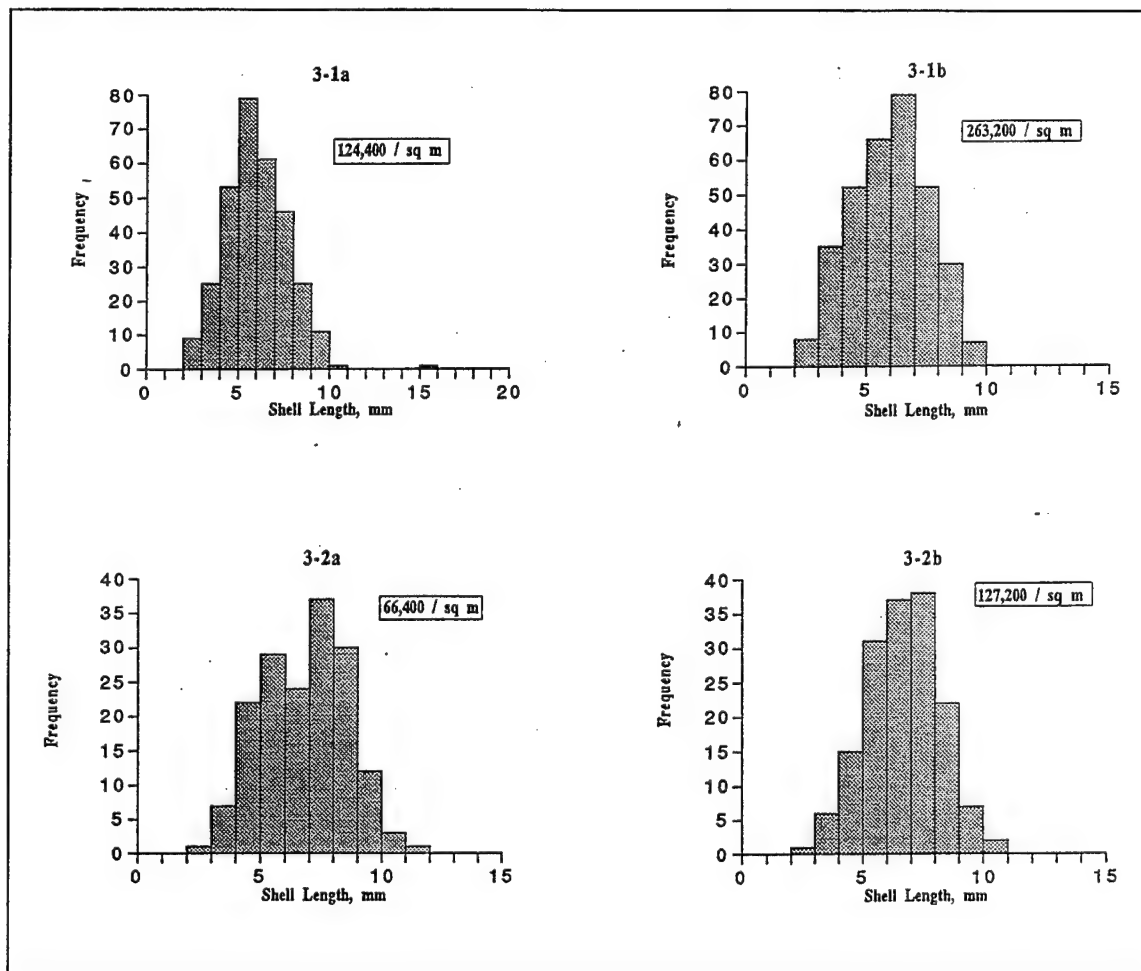 3-1a
124,400 / sq m
Frequency
80
70
60
50
40
30
20
10
0
0 5 10 15 20
Shell Length, mm
3-1b
263,200 / sq m
Frequency
80
70
60
50
40
30
20
10
0
0 5 10 15
Shell Length, mm
3-2a
66,400 / sq m
Frequency
40
35
30
25
20
15
10
5
0
0 5 10 15
Shell Length, mm
3-2b
127,200 / sq m
Frequency
40
35
30
25
20
15
10
5
0
0 5 10 15
Shell Length, mm